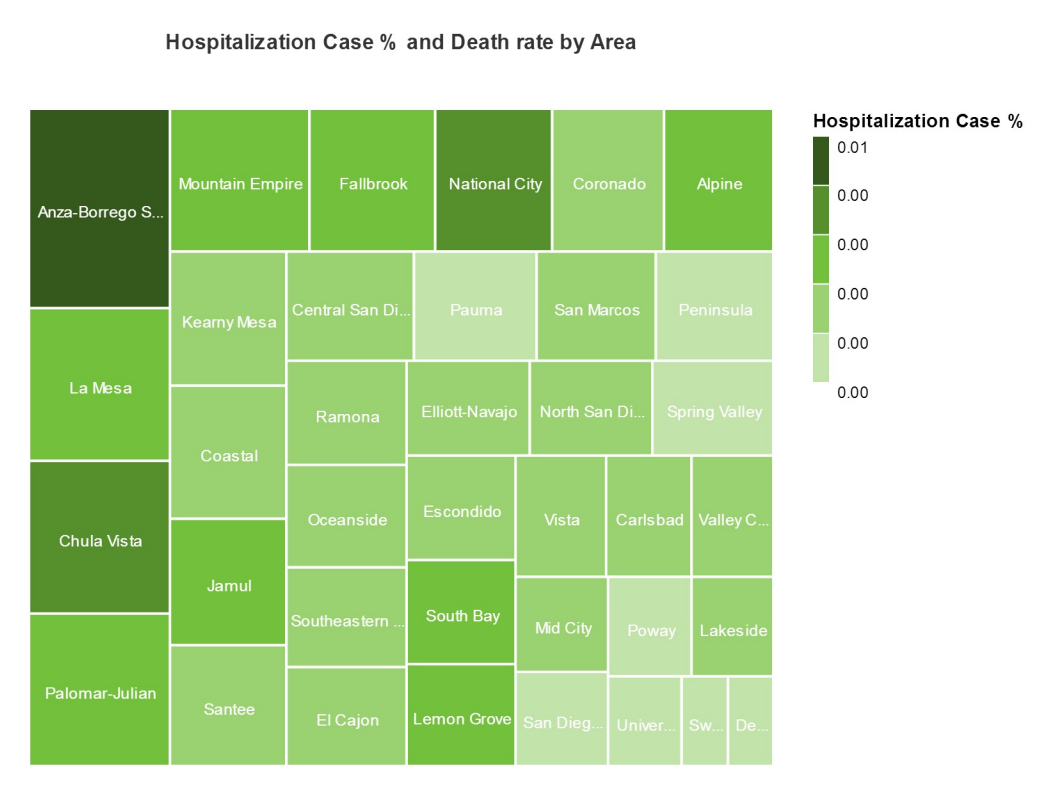 Hospitalization Case % and Death rate by Area
Hospitalization Case %
0.01
0.00
0.00
0.00
0.00
0.00
Anza-Borrego S...
Mountain Empire
Fallbrook
National City
Coronado
Alpine
Kearny Mesa
Central San Di...
Pauma
San Marcos
Peninsula
La Mesa
Coastal
Ramona
Elliott-Navajo
North San Di...
Spring Valley
Chula Vista
Jamul
Oceanside
Escondido
Vista
Carlsbad
Valley C...
Palomar-Julian
Santee
Southeastern ...
South Bay
Mid City
Poway
Lakeside
El Cajon
Lemon Grove
San Dieg...
Univer...
Sw...
De...